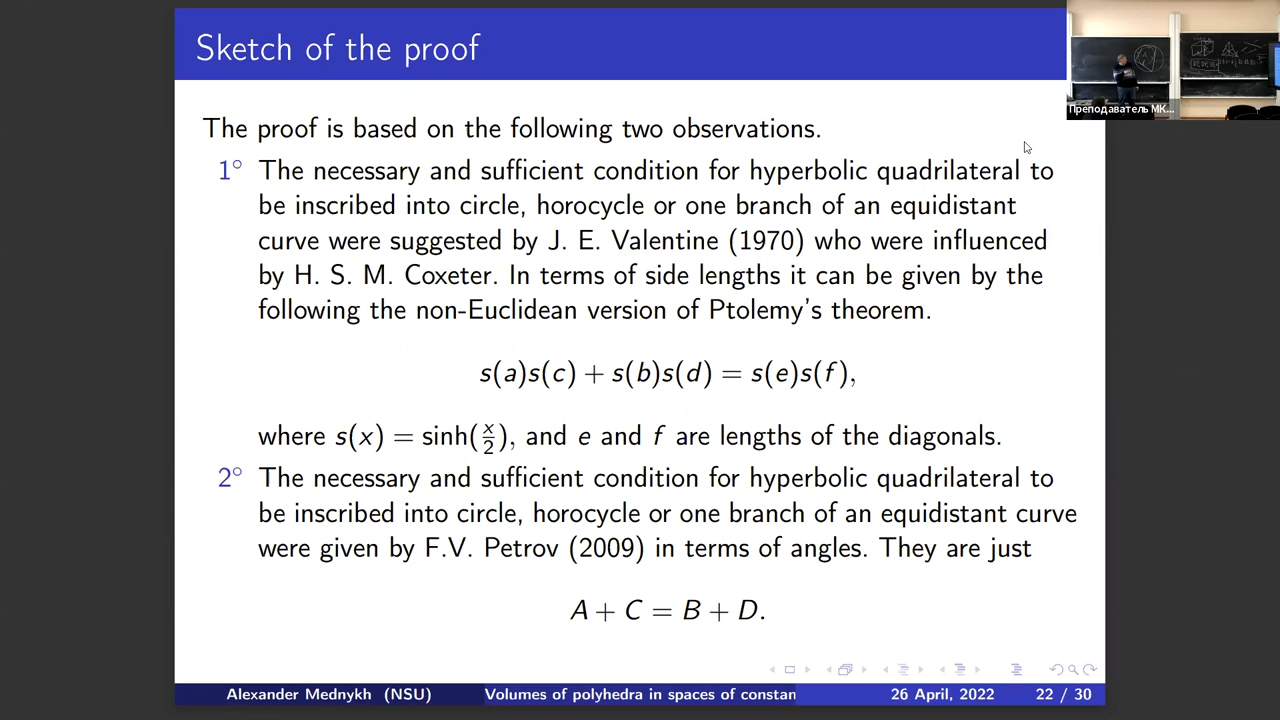 Sketch of the proof
Преподаватель МК...
The proof is based on the following two observations.
1° The necessary and sufficient condition for hyperbolic quadrilateral to
be inscribed into circle, horocycle or one branch of an equidistant
curve were suggested by J. E. Valentine (1970) who were influenced
by H. S. M. Coxeter. In terms of side lengths it can be given by the
following the non-Euclidean version of Ptolemy's theorem.
s(a)s(c) + s(b)s(d) = s(e)s(f),
where s(x) = sinh(x/2), and e and f are lengths of the diagonals.
2° The necessary and sufficient condition for hyperbolic quadrilateral to
be inscribed into circle, horocycle or one branch of an equidistant curve
were given by F.V. Petrov (2009) in terms of angles. They are just
A + C = B + D.
Alexander Mednykh (NSU) Volumes of polyhedra in spaces of constan 26 April, 2022 22 / 30